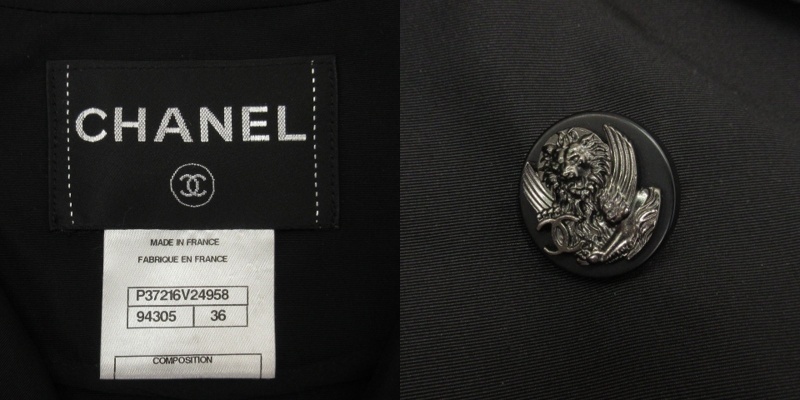 CHANEL
MADE IN FRANCE
FABRIQUE EN FRANCE
P37216V24958
94305 36
COMPOSITION